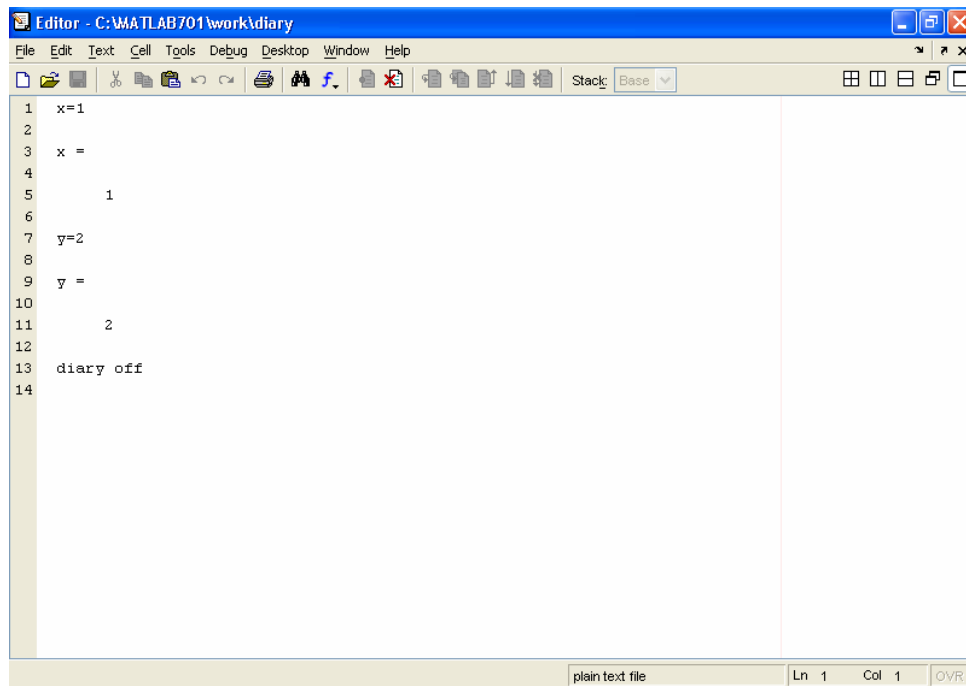 Editor - C:\MATLAB701\work\diary
File Edit Text Cell Tools Debug Desktop Window Help
Stack: Base
1 x=1
2
3 x =
4
5 1
6
7 y=2
8
9 y =
10
11 2
12
13 diary off
14
plain text file Ln 1 Col 1 OVR